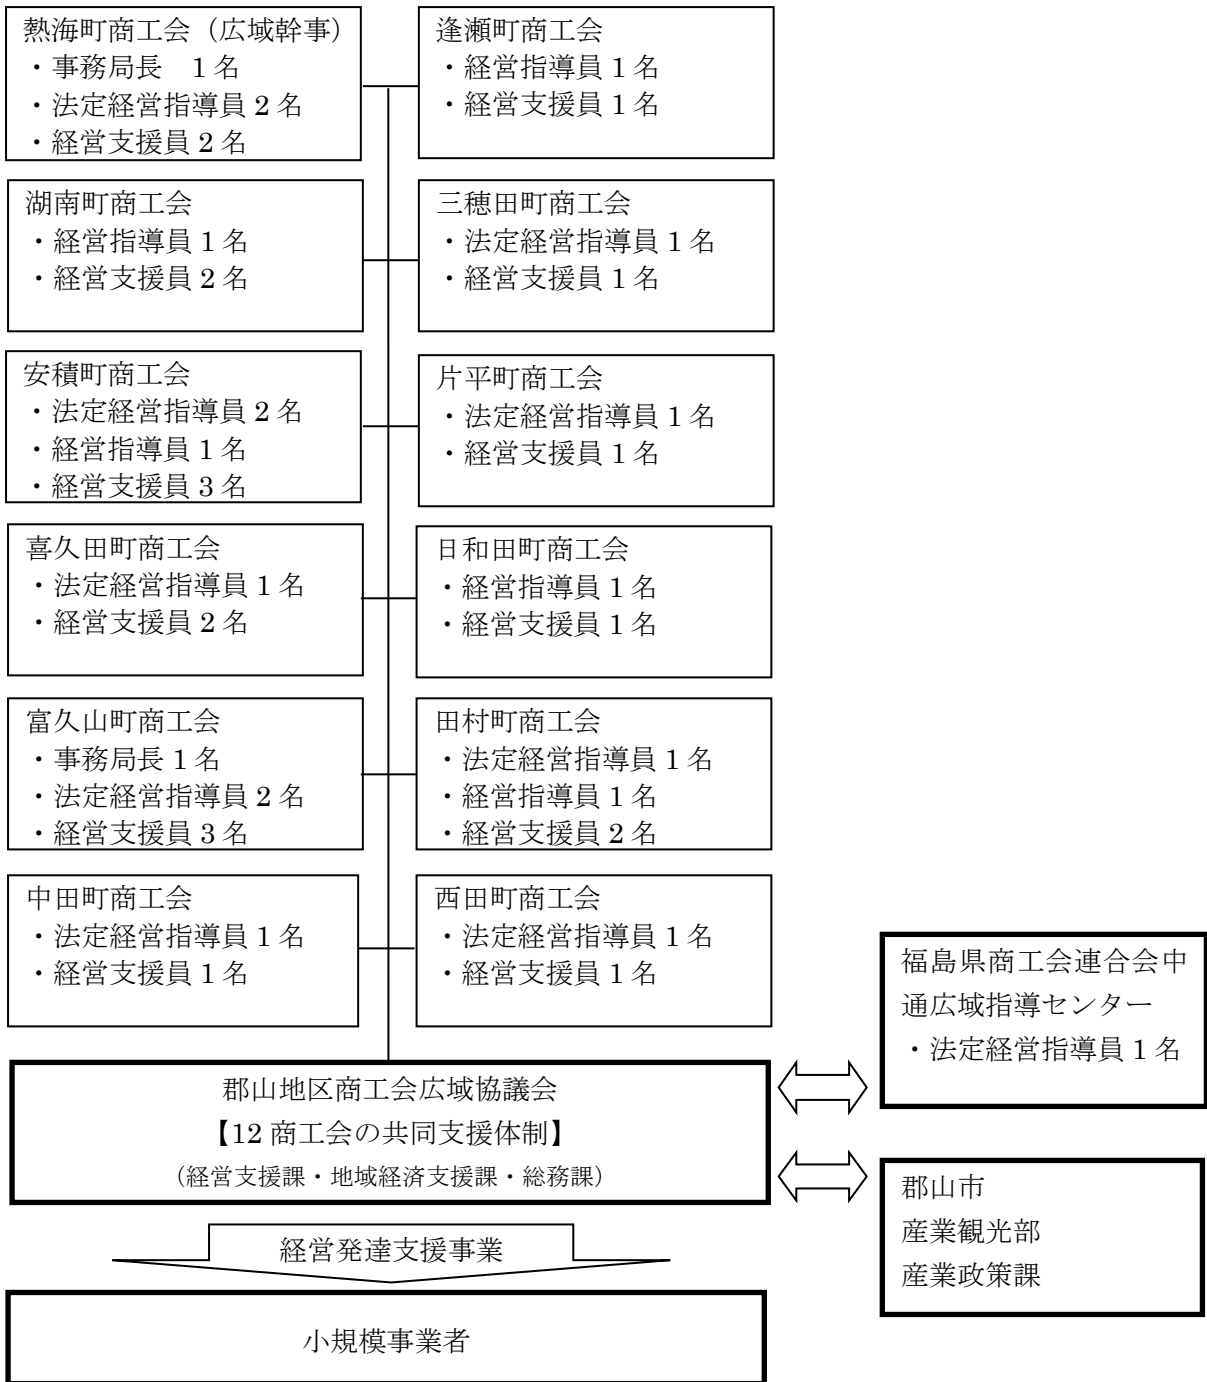 熱海町商工会（広域幹事）
・事務局長　1名
・法定経営指導員2名
・経営支援員2名
逢瀬町商工会
・経営指導員1名
・経営支援員1名
湖南町商工会
・経営指導員1名
・経営支援員2名
三穂田町商工会
・法定経営指導員1名
・経営支援員1名
安積町商工会
・法定経営指導員2名
・経営指導員1名
・経営支援員3名
片平町商工会
・法定経営指導員1名
・経営支援員1名
喜久田町商工会
・法定経営指導員1名
・経営支援員2名
日和田町商工会
・経営指導員1名
・経営支援員1名
富久山町商工会
・事務局長1名
・法定経営指導員2名
・経営支援員3名
田村町商工会
・法定経営指導員1名
・経営指導員1名
・経営支援員2名
中田町商工会
・法定経営指導員1名
・経営支援員1名
西田町商工会
・法定経営指導員1名
・経営支援員1名
福島県商工会連合会中
通広域指導センター
・法定経営指導員1名
郡山地区商工会広域協議会
【12商工会の共同支援体制】
（経営支援課・地域経済支援課・総務課）
郡山市
産業観光部
産業政策課
経営発達支援事業
小規模事業者